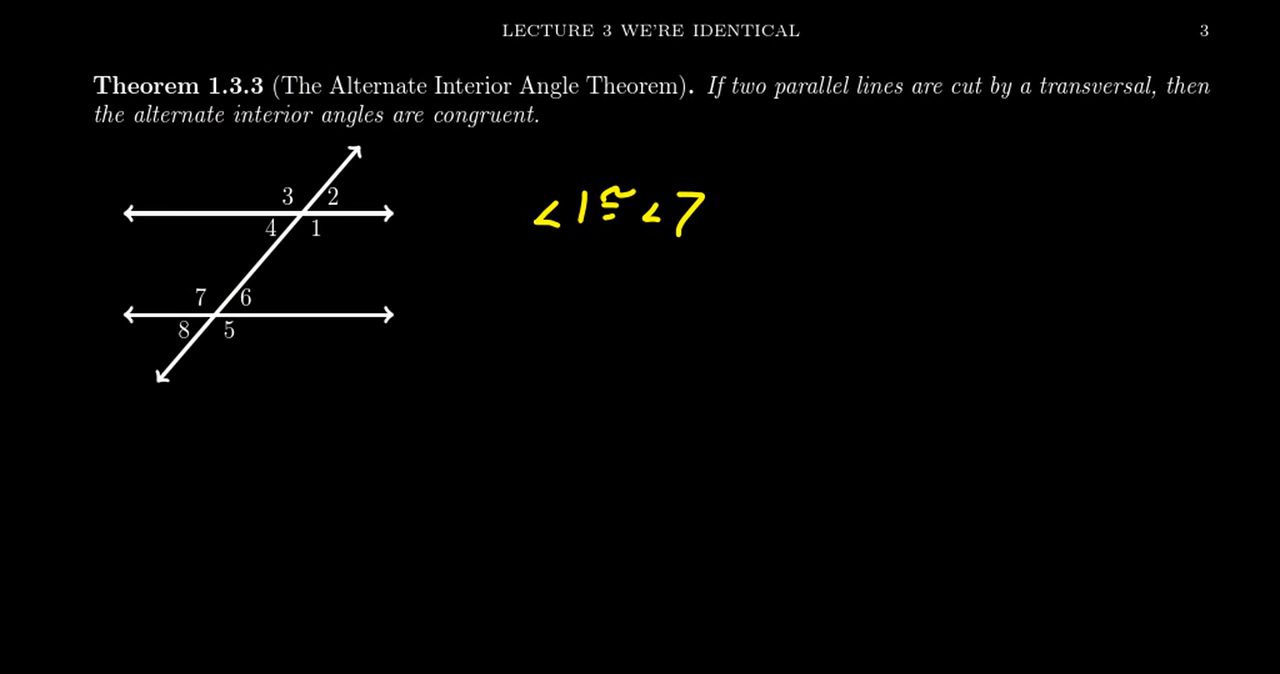 LECTURE 3 WE'RE IDENTICAL 3
Theorem 1.3.3 (The Alternate Interior Angle Theorem). If two parallel lines are cut by a transversal, then
the alternate interior angles are congruent.
3 2
4 1
7 6
8 5
∠1 ≅ ∠7